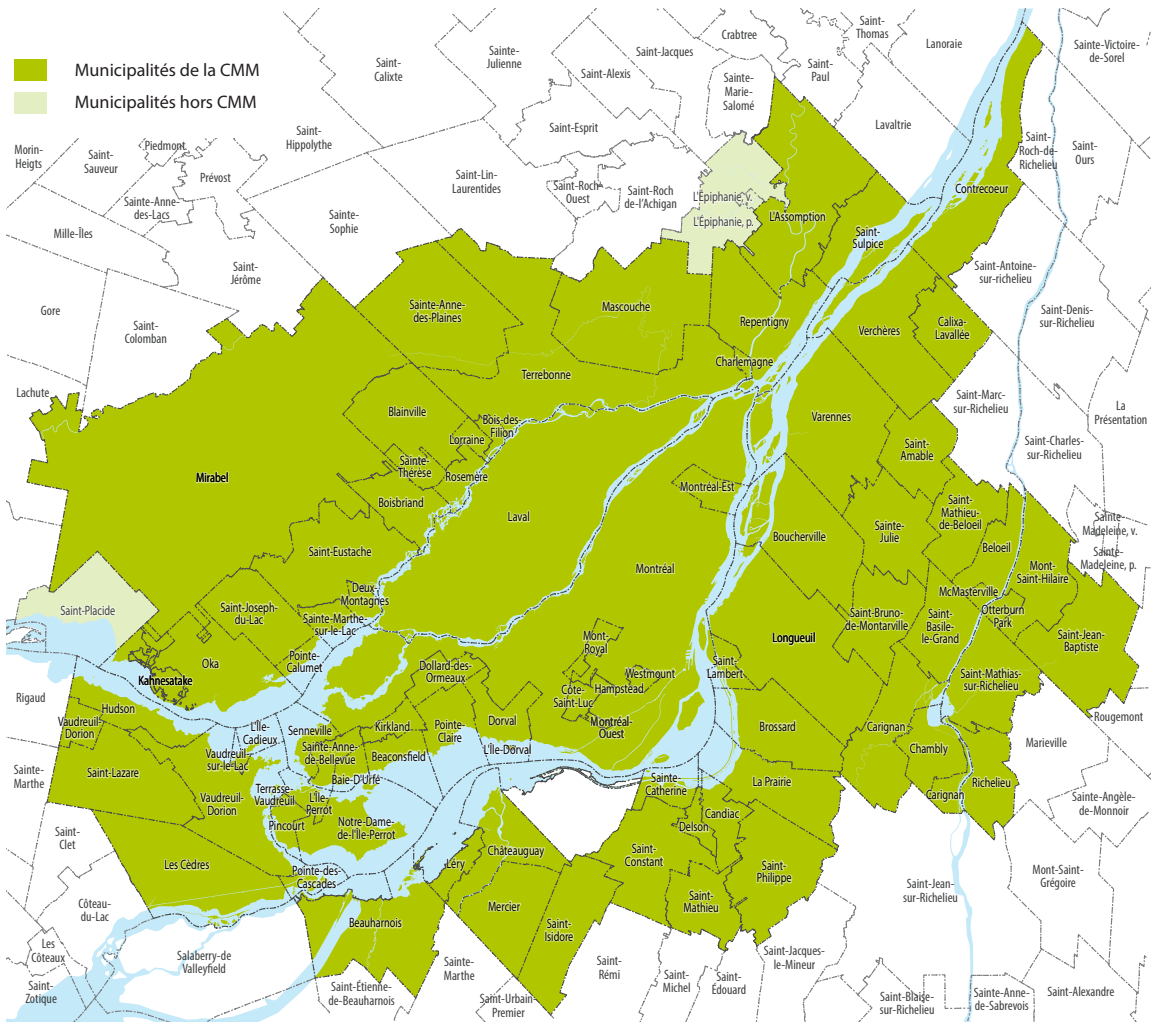 Municipalités de la CMM
Municipalités hors CMM
Saint-
Calixte
Sainte-
Julienne
Saint-Alexis
Saint-Jacques
Crabtree
Sainte-
Marie-
Salomé
Saint-
Paul
Saint-
Thomas
Lanoraie
Sainte-Victoire-
de-Sorel
Lavaltrie
Saint-
Roch-de-
Richelieu
Saint-
Ours
Saint-Esprit
Saint-
Hippolythe
Morin-
Heigts
Saint-
Sauveur
Piedmont
Prévost
Sainte-Anne-
des-Lacs
Mille-Îles
Saint-Lin-
Laurentides
Saint-Roch
Ouest
Saint-Roch
de-l'Achigan
L'Épiphanie, v.
L'Épiphanie, p.
L'Assomption
Contrecoeur
Saint-
Sulpice
Sainte-
Sophie
Saint-
Jérôme
Gore
Saint-
Colomban
Lachute
Saint-Antoine-
sur-richelieu
Saint-Denis-
sur-Richelieu
Sainte-Anne-
des-Plaines
Mascouche
Repentigny
Verchères
Calixa-
Lavallée
Charlemagne
Terrebonne
Blainville
Bois-des-
Filion
Lorraine
Sainte-
Thérèse
Rosemère
Boisbriand
Mirabel
Varennes
Saint-Marc-
sur-Richelieu
La
Présentation
Saint-Charles-
sur-Richelieu
Saint-
Amable
Montréal-Est
Laval
Saint-
Mathieu-
de-Beloeil
Sainte-
Madeleine, v.
Sainte-
Madeleine, p.
Boucherville
Sainte-
Julie
Beloeil
Mont-
Saint-Hilaire
Saint-Eustache
Montréal
Deux-
Montagnes
Saint-Placide
Saint-Joseph-
du-Lac
Sainte-Marthe-
sur-le-Lac
McMasterville
Otterburn
Park
Saint-Bruno-
de-Montarville
Saint-
Basile-
le-Grand
Saint-Jean-
Baptiste
Longueuil
Mont-
Royal
Oka
Pointe-
Calumet
Kahnesatake
Dollard-des-
Ormeaux
Westmount
Hampstead
Côte-
Saint-Luc
Saint-
Lambert
Saint-Mathias-
sur-Richelieu
Rigaud
Hudson
Vaudreuil-
Dorion
L'Île-
Cadieux
Senneville
Kirkland
Pointe-
Claire
Dorval
Montréal-
Ouest
Brossard
Carignan
Rougemont
Marieville
Vaudreuil-
sur-le-Lac
Sainte-Anne-
de-Bellevue
Beaconsfield
L'Île-Dorval
Chambly
Sainte-
Marthe
Saint-Lazare
Baie-D'Urfé
Terrasse-
Vaudreuil
L'Île-
Perrot
Sainte-
Catherine
La Prairie
Carignan
Richelieu
Vaudreuil-
Dorion
Pincourt
Notre-Dame-
de-l'Île-Perrot
Candiac
Delson
Sainte-Angèle-
de-Monnoir
Saint-
Clet
Les Cèdres
Pointe-des-
Cascades
Léry
Châteauguay
Saint-
Constant
Saint-
Philippe
Mont-Saint-
Grégoire
Saint-Jean-
sur-Richelieu
Côteau-
du-Lac
Beauharnois
Mercier
Saint-
Isidore
Saint-
Mathieu
Les
Côteaux
Salaberry-de
Valleyfield
Saint-
Zotique
Sainte-
Marthe
Saint-
Rémi
Saint-
Michel
Saint-
Édouard
Saint-Jacques-
le-Mineur
Saint-Étienne-
de-Beauharnois
Saint-Urbain-
Premier
Saint-Blaise-
sur-Richelieu
Sainte-Anne-
de-Sabrevois
Saint-Alexandre